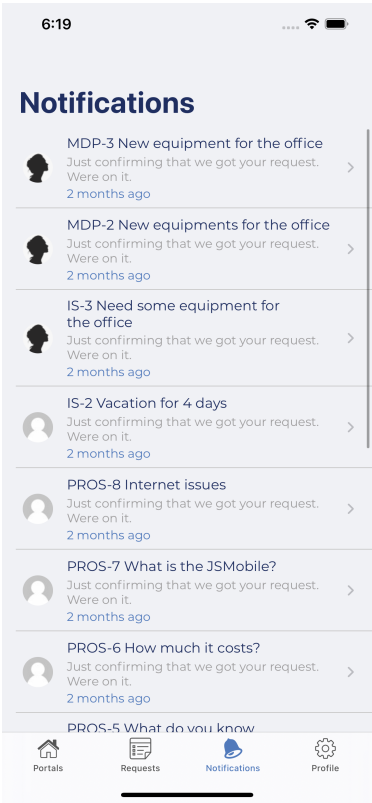 6:19
Notifications
MDP-3 New equipment for the office
Just confirming that we got your request.
Were on it.
2 months ago
MDP-2 New equipments for the office
Just confirming that we got your request.
Were on it.
2 months ago
IS-3 Need some equipment for
the office
Just confirming that we got your request.
Were on it.
2 months ago
IS-2 Vacation for 4 days
Just confirming that we got your request.
Were on it.
2 months ago
PROS-8 Internet issues
Just confirming that we got your request.
Were on it.
2 months ago
PROS-7 What is the JSMobile?
Just confirming that we got your request.
Were on it.
2 months ago
PROS-6 How much it costs?
Just confirming that we got your request.
Were on it.
2 months ago
PROS-5 What do you know
Portals
Requests
Notifications
Profile